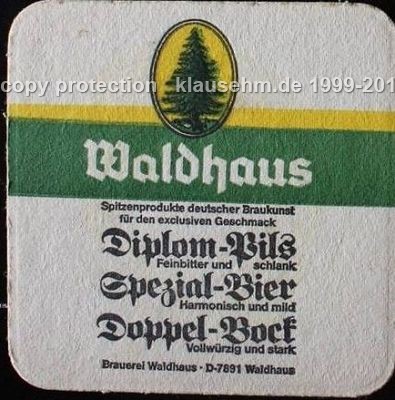 copy protection klausehm.de 1999-201
Waldhaus
Spitzenprodukte deutscher Braukunst
für den exclusiven Geschmack
Diplom-Pils
Feinbitter und schlank
Spezial-Bier
Harmonisch und mild
Doppel-Bock
Vollwürzig und stark
Brauerei Waldhaus · D-7891 Waldhaus